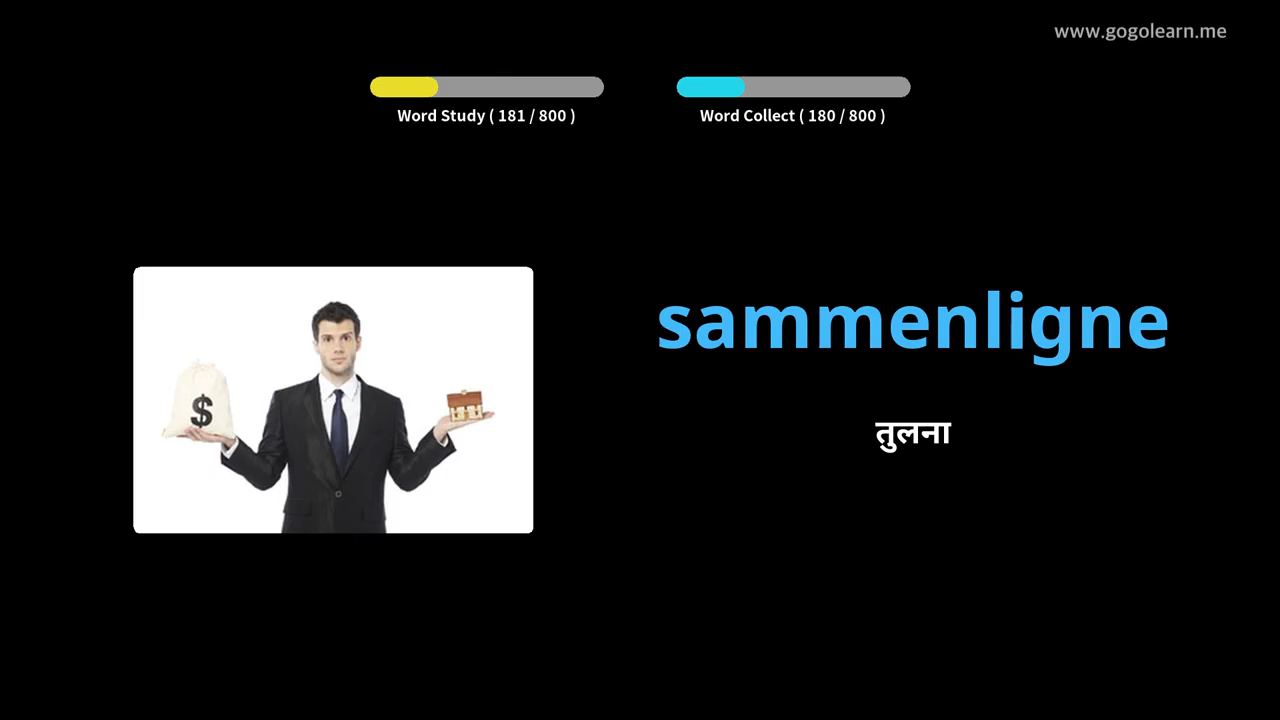 www.gogolearn.me
Word Study ( 181 / 800 )
Word Collect ( 180 / 800 )
sammenligne
$
तुलना